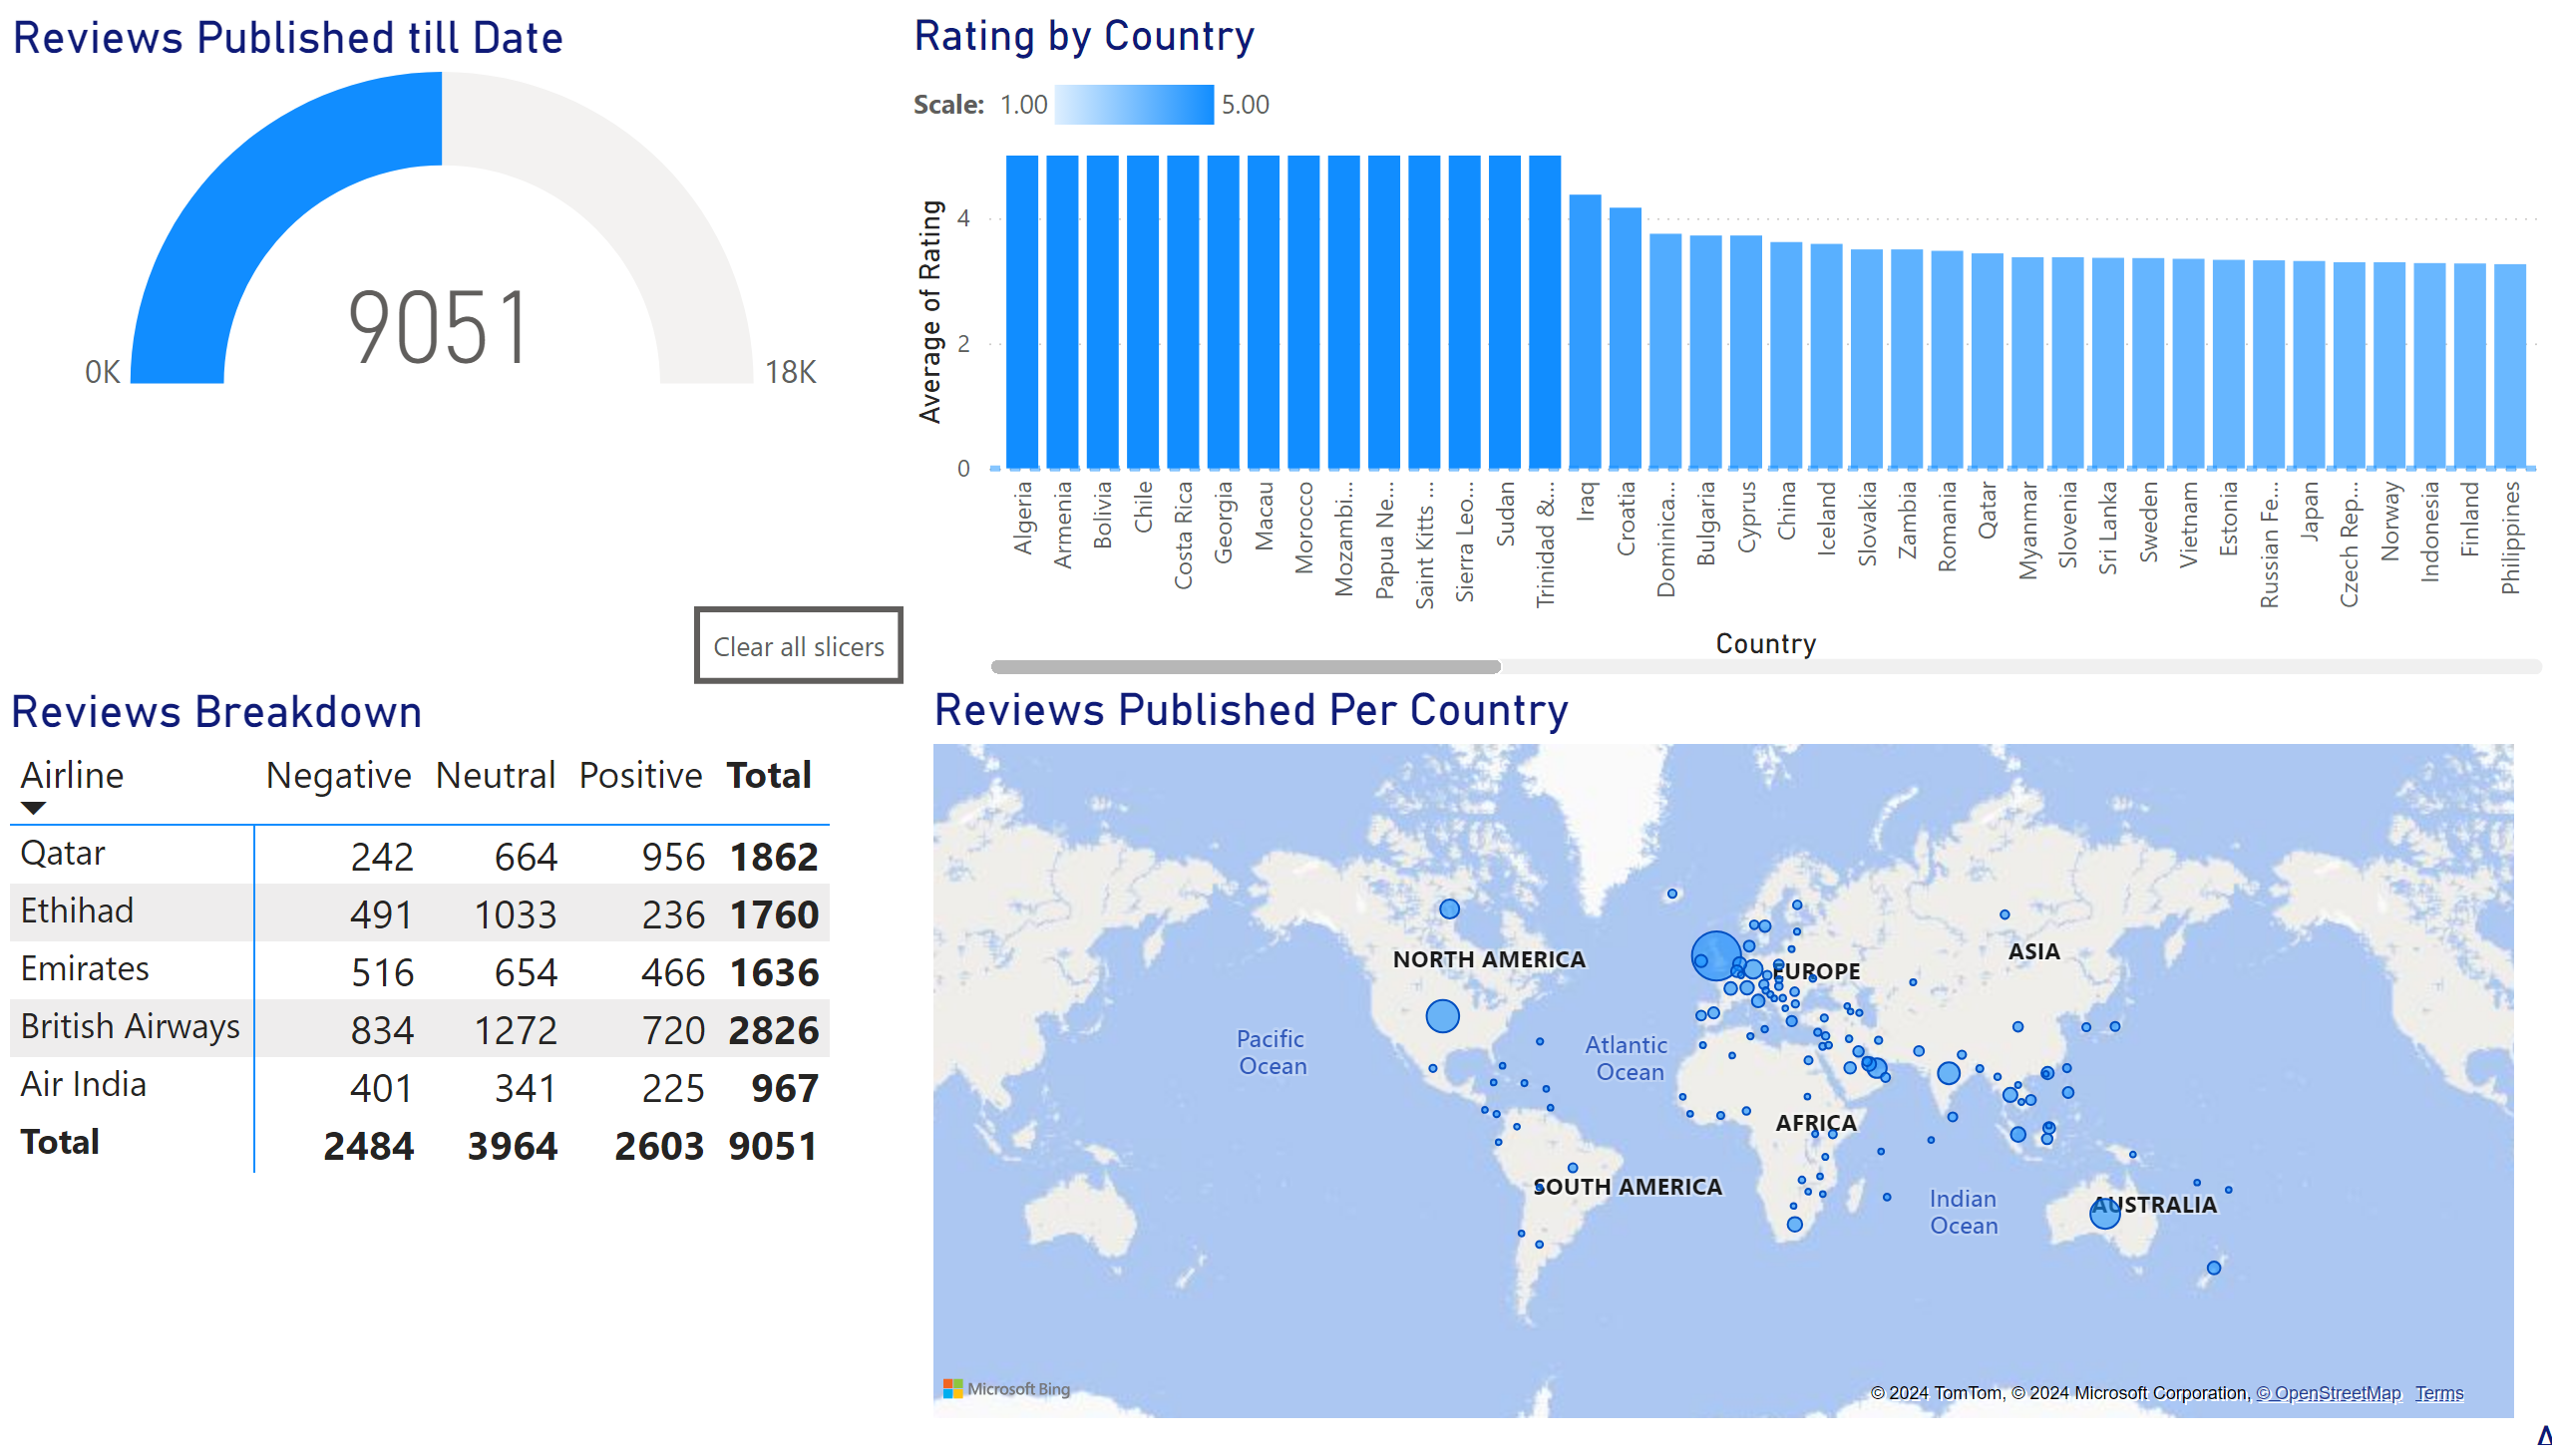 Reviews Published till Date
0K
9051
18K
Clear all slicers
Rating by Country
Scale: 1.00 5.00
Average of Rating
4
2
0
Algeria
Armenia
Bolivia
Chile
Costa Rica
Georgia
Macau
Morocco
Mozambi...
Papua Ne...
Saint Kitts ...
Sierra Leo...
Sudan
Trinidad &...
Iraq
Croatia
Dominica...
Bulgaria
Cyprus
China
Iceland
Slovakia
Zambia
Romania
Qatar
Myanmar
Slovenia
Sri Lanka
Sweden
Vietnam
Estonia
Russian Fe...
Japan
Czech Rep...
Norway
Indonesia
Finland
Philippines
Country
Reviews Breakdown
Airline Negative Neutral Positive Total
Qatar 242 664 956 1862
Ethihad 491 1033 236 1760
Emirates 516 654 466 1636
British Airways 834 1272 720 2826
Air India 401 341 225 967
Total 2484 3964 2603 9051
Reviews Published Per Country
NORTH AMERICA
EUROPE
ASIA
Pacific
Ocean
Atlantic
Ocean
AFRICA
SOUTH AMERICA
Indian
Ocean
AUSTRALIA
Microsoft Bing
© 2024 TomTom, © 2024 Microsoft Corporation, © OpenStreetMap Terms